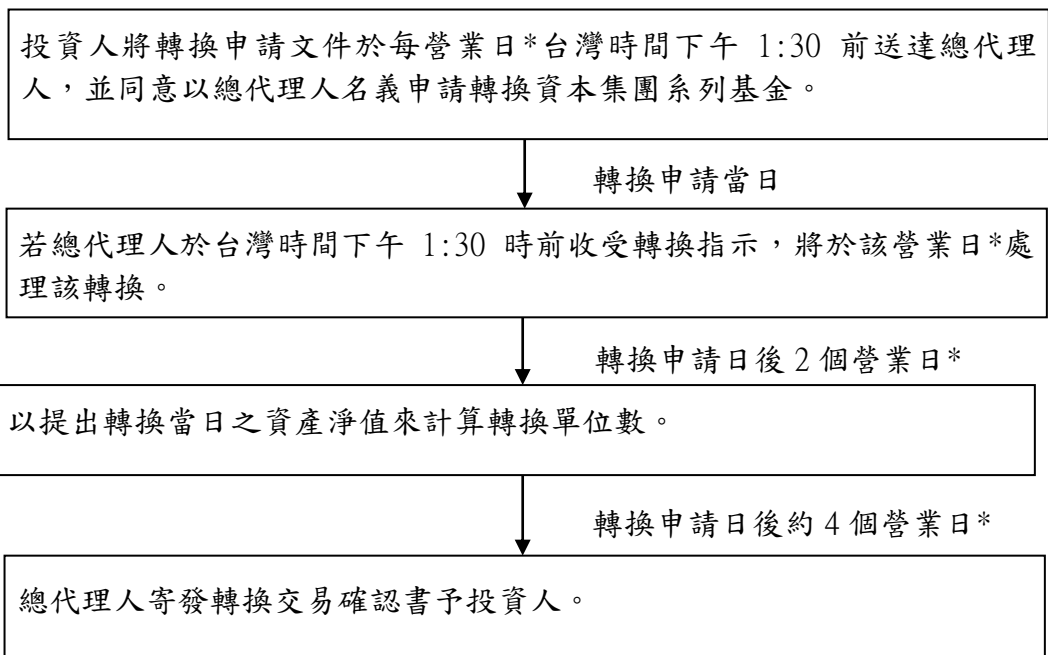 投資人將轉換申請文件於每營業日*台灣時間下午 1:30 前送達總代理
人，並同意以總代理人名義申請轉換資本集團系列基金。
轉換申請當日
若總代理人於台灣時間下午 1:30 時前收受轉換指示，將於該營業日*處
理該轉換。
轉換申請日後 2 個營業日*
以提出轉換當日之資產淨值來計算轉換單位數。
轉換申請日後約 4 個營業日*
總代理人寄發轉換交易確認書予投資人。